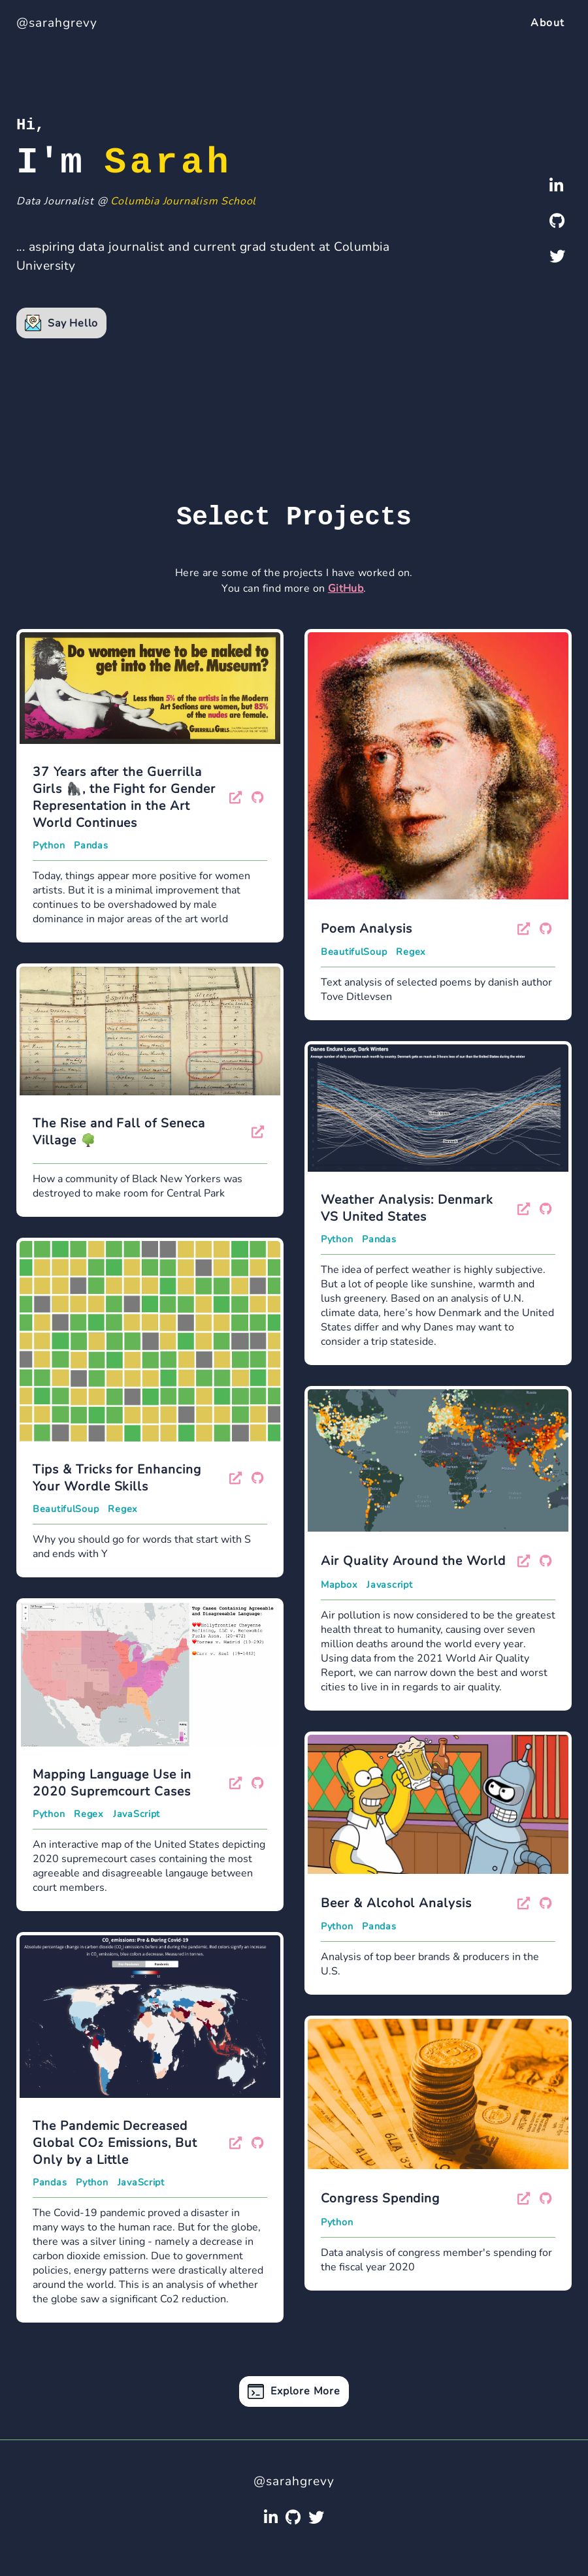 @sarahgrevy
About
Hi,
I'm Sarah
Data Journalist @ Columbia Journalism School
... aspiring data journalist and current grad student at Columbia
University
Say Hello
Select Projects
Here are some of the projects I have worked on.
You can find more on GitHub.
Do women have to be naked to
get into the Met. Museum?
Less than 5% of the artists in the Modern
Art Sections are women, but 85%
of the nudes are female.
GUERRILLA GIRLS
37 Years after the Guerrilla
Girls 🦍, the Fight for Gender
Representation in the Art
World Continues
Python Pandas
Today, things appear more positive for women
artists. But it is a minimal improvement that
continues to be overshadowed by male
dominance in major areas of the art world
The Rise and Fall of Seneca
Village 🌳
How a community of Black New Yorkers was
destroyed to make room for Central Park
Tips & Tricks for Enhancing
Your Wordle Skills
BeautifulSoup Regex
Why you should go for words that start with S
and ends with Y
Top Cases Containing Agreeable
and Disagreeable Language:
Mapping Language Use in
2020 Supremcourt Cases
Python Regex JavaScript
An interactive map of the United States depicting
2020 supremecourt cases containing the most
agreeable and disagreeable langauge between
court members.
CO₂ emissions: Pre & During Covid-19
The Pandemic Decreased
Global CO₂ Emissions, But
Only by a Little
Pandas Python JavaScript
The Covid-19 pandemic proved a disaster in
many ways to the human race. But for the globe,
there was a silver lining - namely a decrease in
carbon dioxide emission. Due to government
policies, energy patterns were drastically altered
around the world. This is an analysis of whether
the globe saw a significant Co2 reduction.
Poem Analysis
BeautifulSoup Regex
Text analysis of selected poems by danish author
Tove Ditlevsen
Danes Endure Long, Dark Winters
Weather Analysis: Denmark
VS United States
Python Pandas
The idea of perfect weather is highly subjective.
But a lot of people like sunshine, warmth and
lush greenery. Based on an analysis of U.N.
climate data, here’s how Denmark and the United
States differ and why Danes may want to
consider a trip stateside.
Air Quality Around the World
Mapbox Javascript
Air pollution is now considered to be the greatest
health threat to humanity, causing over seven
million deaths around the world every year.
Using data from the 2021 World Air Quality
Report, we can narrow down the best and worst
cities to live in in regards to air quality.
Beer & Alcohol Analysis
Python Pandas
Analysis of top beer brands & producers in the
U.S.
Congress Spending
Python
Data analysis of congress member's spending for
the fiscal year 2020
Explore More
@sarahgrevy